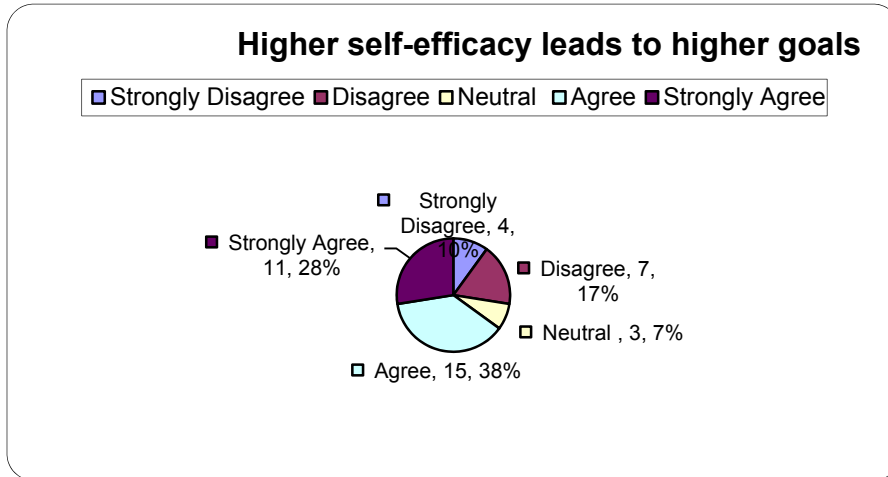 Higher self-efficacy leads to higher goals
Strongly Disagree Disagree Neutral Agree Strongly Agree
Strongly
Disagree, 4,
10%
Disagree, 7,
17%
Neutral , 3, 7%
Agree, 15, 38%
Strongly Agree,
11, 28%